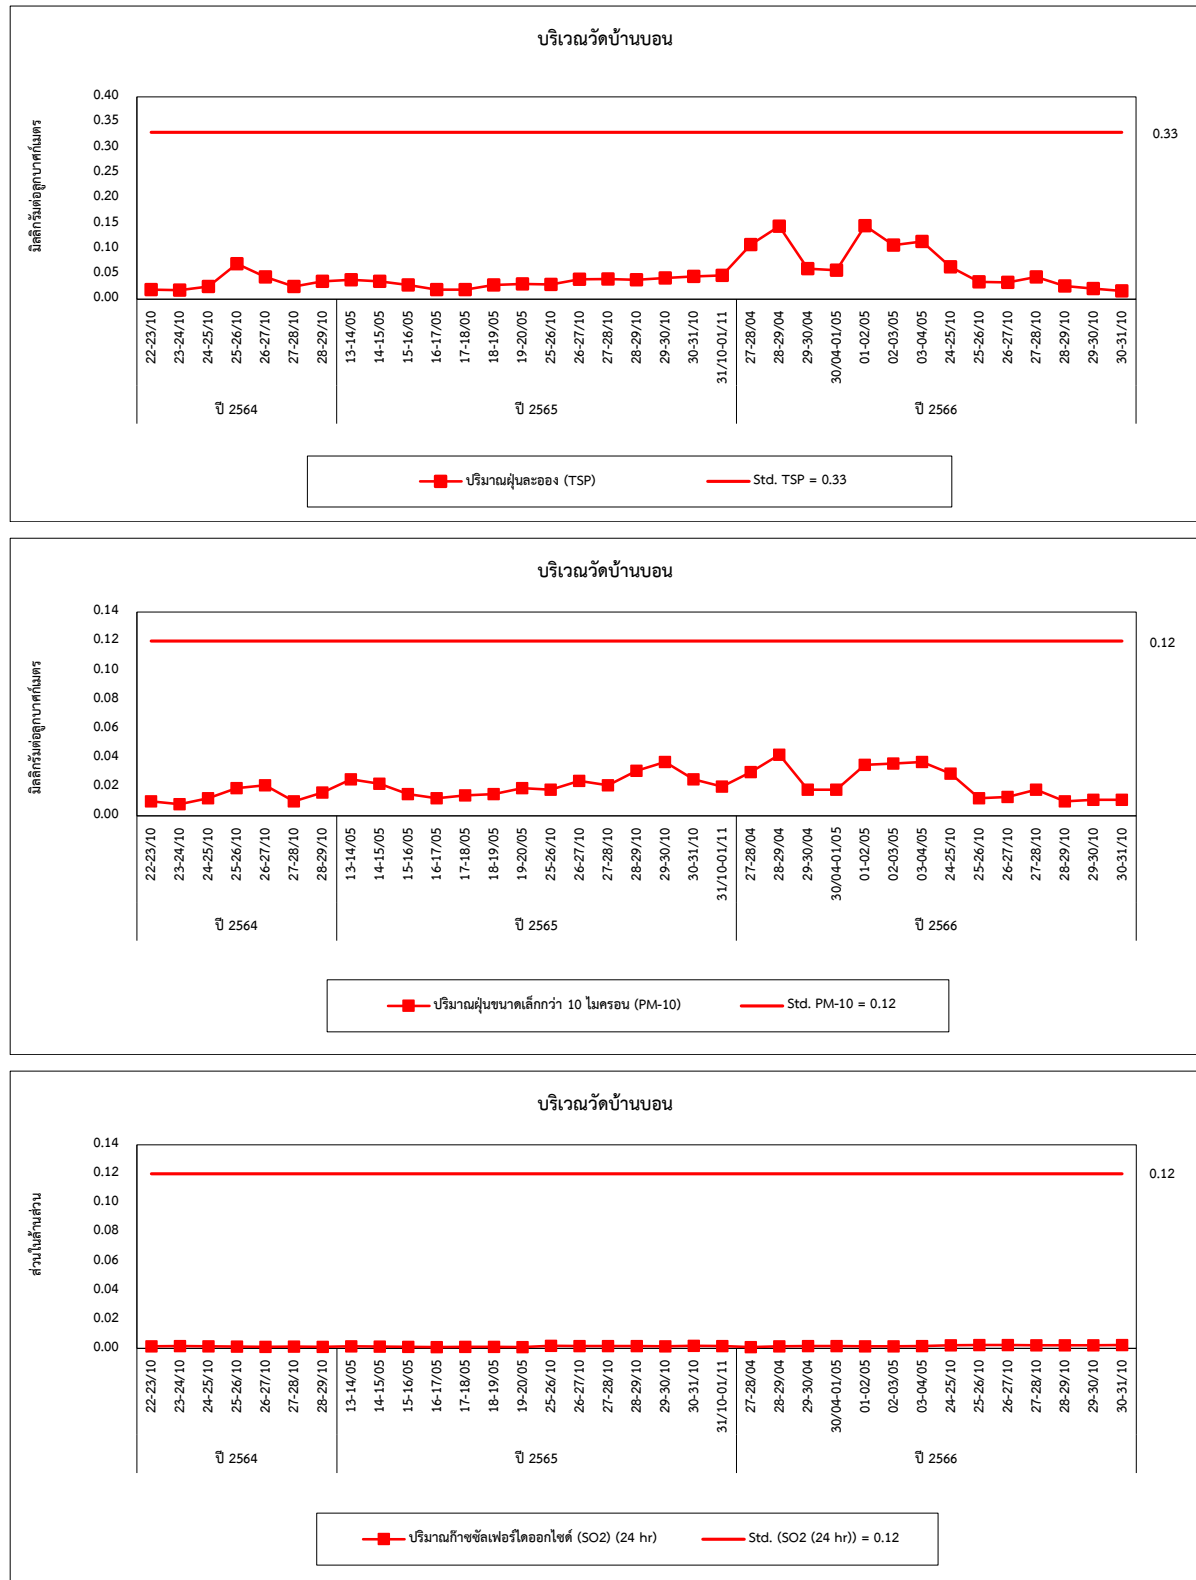 บริเวณวัดบ้านบอน
มิลลิกรัมต่อลูกบาศก์เมตร
0.40
0.35
0.30
0.25
0.20
0.15
0.10
0.05
0.00
0.33
22-23/10 23-24/10 24-25/10 25-26/10 26-27/10 27-28/10 28-29/10 13-14/05 14-15/05 15-16/05 16-17/05 17-18/05 18-19/05 19-20/05 25-26/10 26-27/10 27-28/10 28-29/10 29-30/10 30-31/10 31/10-01/11 27-28/04 28-29/04 29-30/04 30/04-01/05 01-02/05 02-03/05 03-04/05 24-25/10 25-26/10 26-27/10 27-28/10 28-29/10 29-30/10 30-31/10
ปี 2564 ปี 2565 ปี 2566
ปริมาณฝุ่นละออง (TSP) Std. TSP = 0.33
บริเวณวัดบ้านบอน
มิลลิกรัมต่อลูกบาศก์เมตร
0.14
0.12
0.10
0.08
0.06
0.04
0.02
0.00
0.12
22-23/10 23-24/10 24-25/10 25-26/10 26-27/10 27-28/10 28-29/10 13-14/05 14-15/05 15-16/05 16-17/05 17-18/05 18-19/05 19-20/05 25-26/10 26-27/10 27-28/10 28-29/10 29-30/10 30-31/10 31/10-01/11 27-28/04 28-29/04 29-30/04 30/04-01/05 01-02/05 02-03/05 03-04/05 24-25/10 25-26/10 26-27/10 27-28/10 28-29/10 29-30/10 30-31/10
ปี 2564 ปี 2565 ปี 2566
ปริมาณฝุ่นขนาดเล็กกว่า 10 ไมครอน (PM-10) Std. PM-10 = 0.12
บริเวณวัดบ้านบอน
ส่วนในล้านส่วน
0.14
0.12
0.10
0.08
0.06
0.04
0.02
0.00
0.12
22-23/10 23-24/10 24-25/10 25-26/10 26-27/10 27-28/10 28-29/10 13-14/05 14-15/05 15-16/05 16-17/05 17-18/05 18-19/05 19-20/05 25-26/10 26-27/10 27-28/10 28-29/10 29-30/10 30-31/10 31/10-01/11 27-28/04 28-29/04 29-30/04 30/04-01/05 01-02/05 02-03/05 03-04/05 24-25/10 25-26/10 26-27/10 27-28/10 28-29/10 29-30/10 30-31/10
ปี 2564 ปี 2565 ปี 2566
ปริมาณก๊าซซัลเฟอร์ไดออกไซด์ (SO2) (24 hr) Std. (SO2 (24 hr)) = 0.12